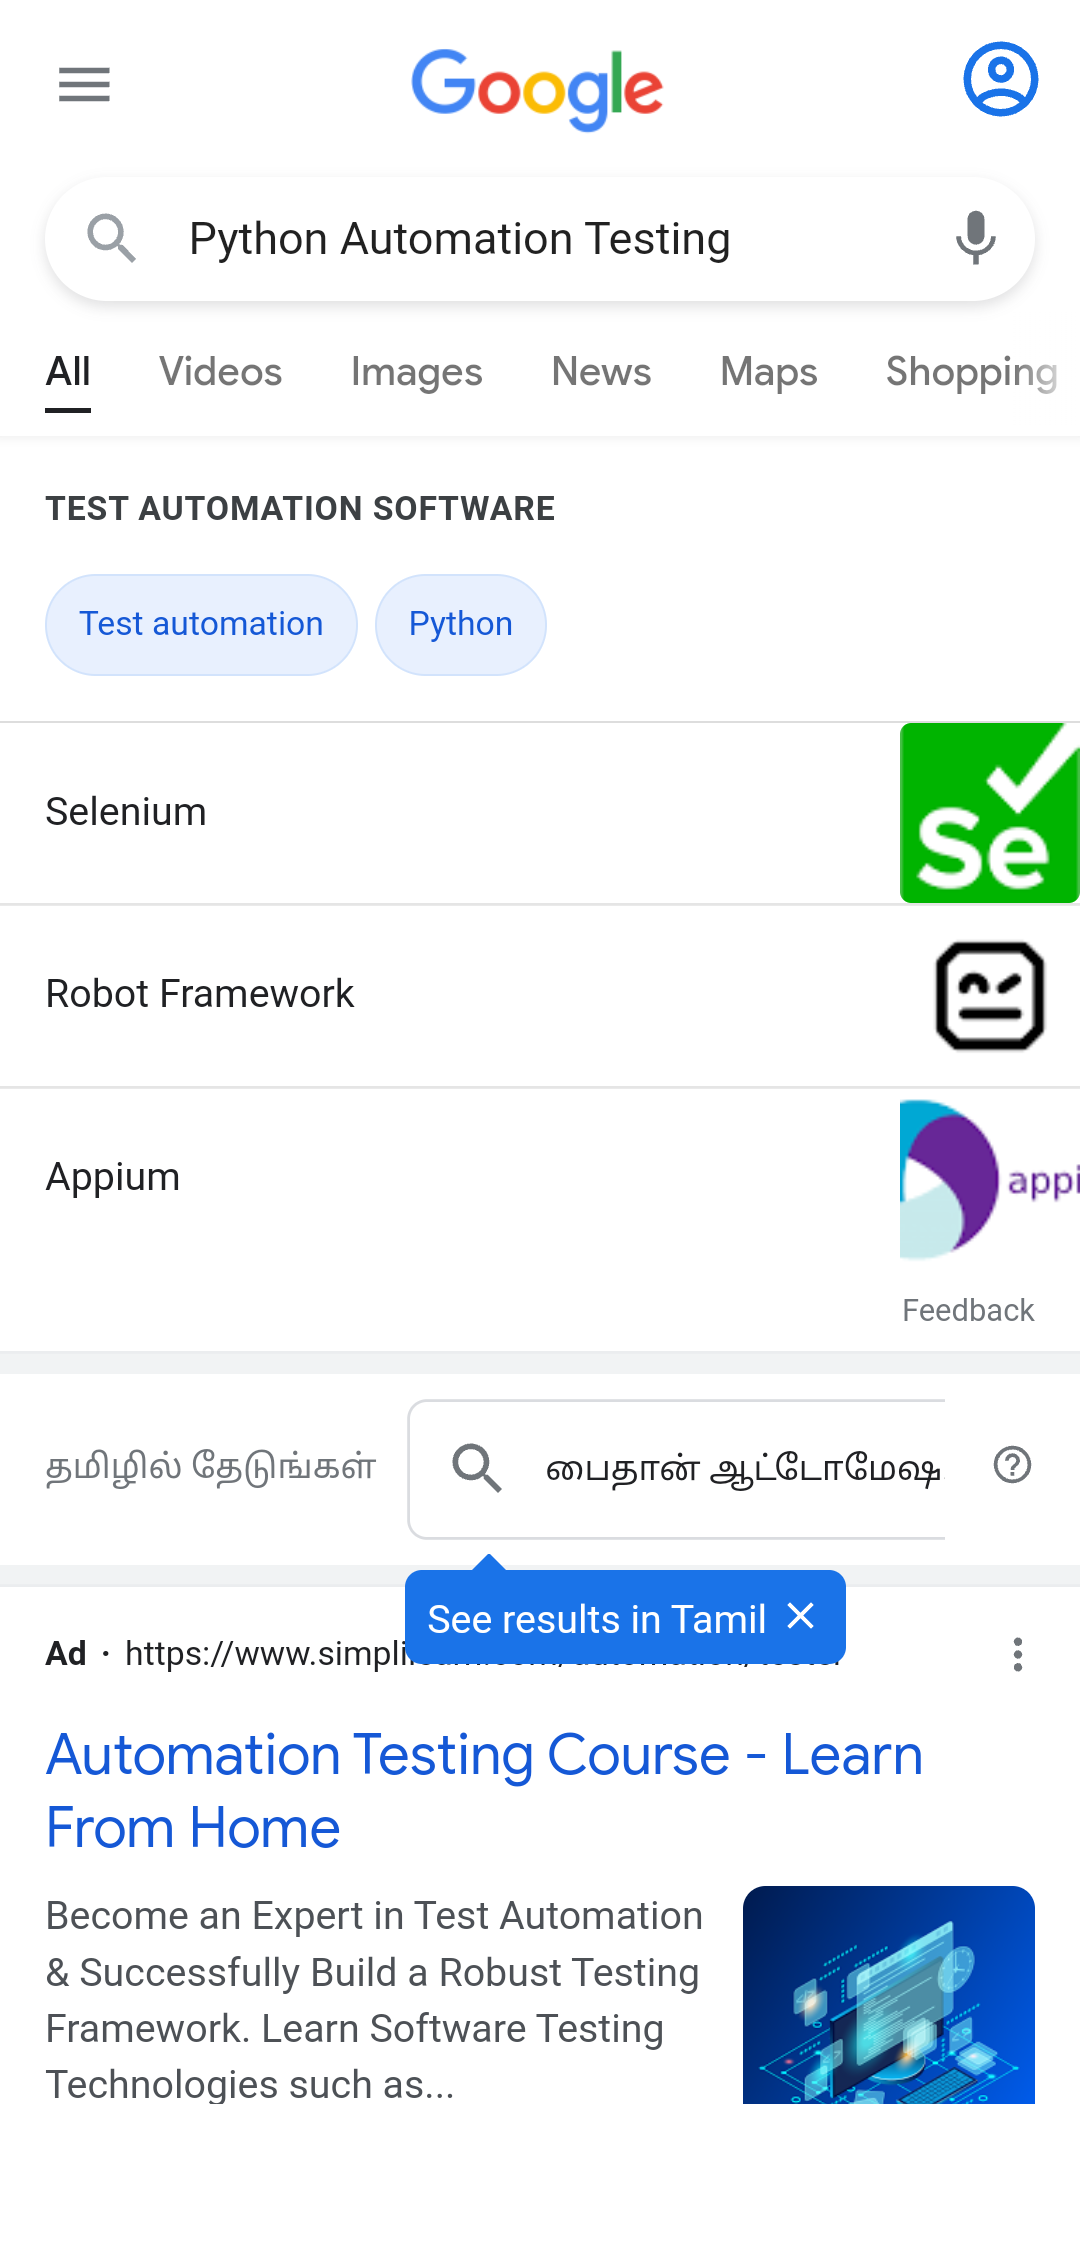 Google
Python Automation Testing
All Videos Images News Maps Shopping
TEST AUTOMATION SOFTWARE
Test automation Python
Selenium
Se
Robot Framework
Appium
appi
Feedback
தமிழில் தேடுங்கள் பைதான் ஆட்டோமேஷ
See results in Tamil
Ad · https://www.simpli
Automation Testing Course - Learn
From Home
Become an Expert in Test Automation
& Successfully Build a Robust Testing
Framework. Learn Software Testing
Technologies such as...